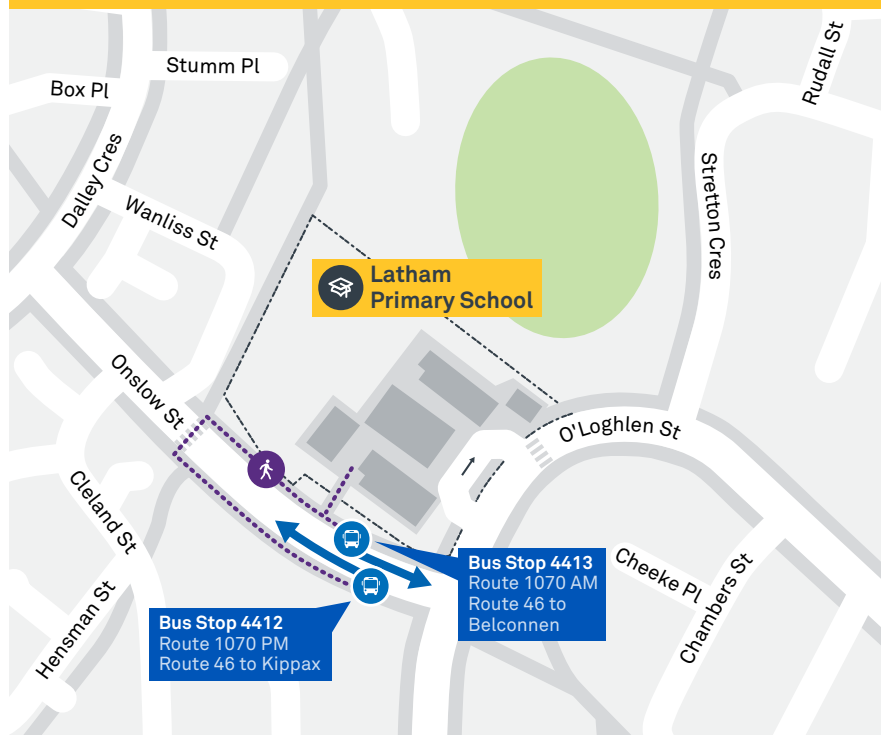 Stumm Pl
Box Pl
Rudall St
Dalley Cres
Wanliss St
Stretton Cres
Latham
Primary School
Onslow St
O'Loghlen St
Cleland St
Hensman St
Bus Stop 4413
Route 1070 AM
Route 46 to
Belconnen
Cheeke Pl
Chambers St
Bus Stop 4412
Route 1070 PM
Route 46 to Kippax